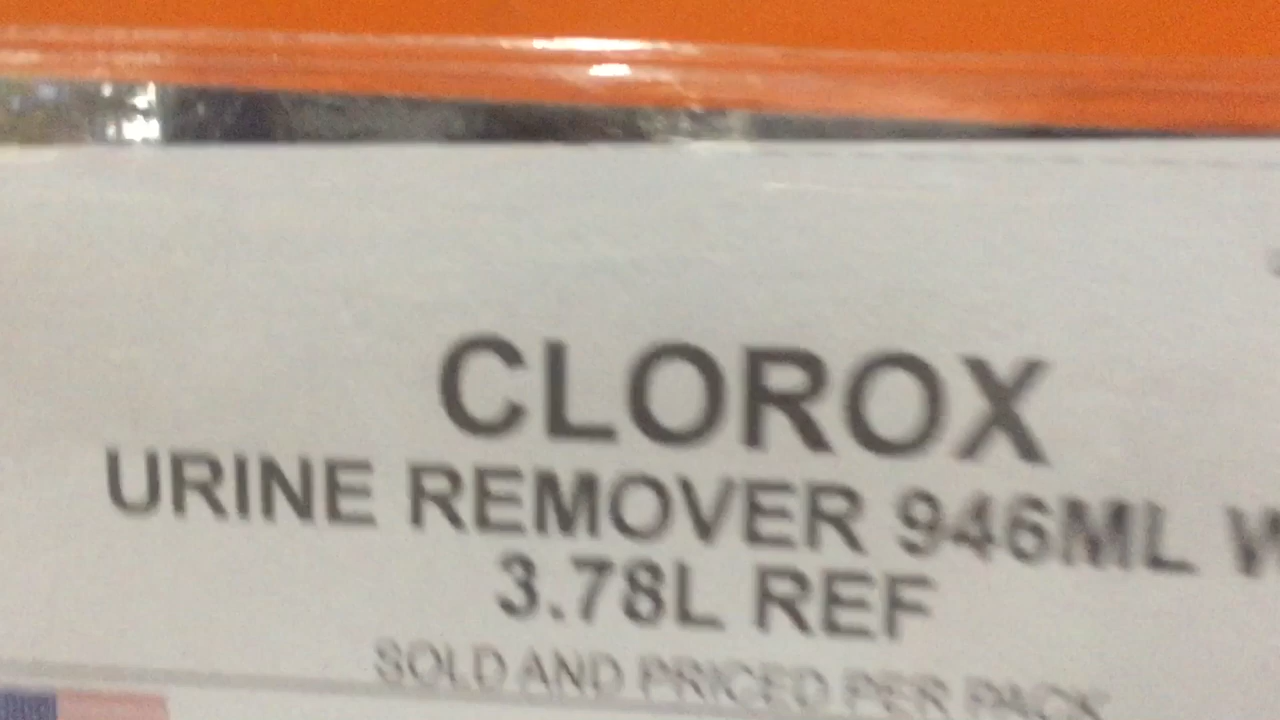 CLOROX
URINE REMOVER 946ML
3.78L REF
SOLD AND PRICED PER PACK